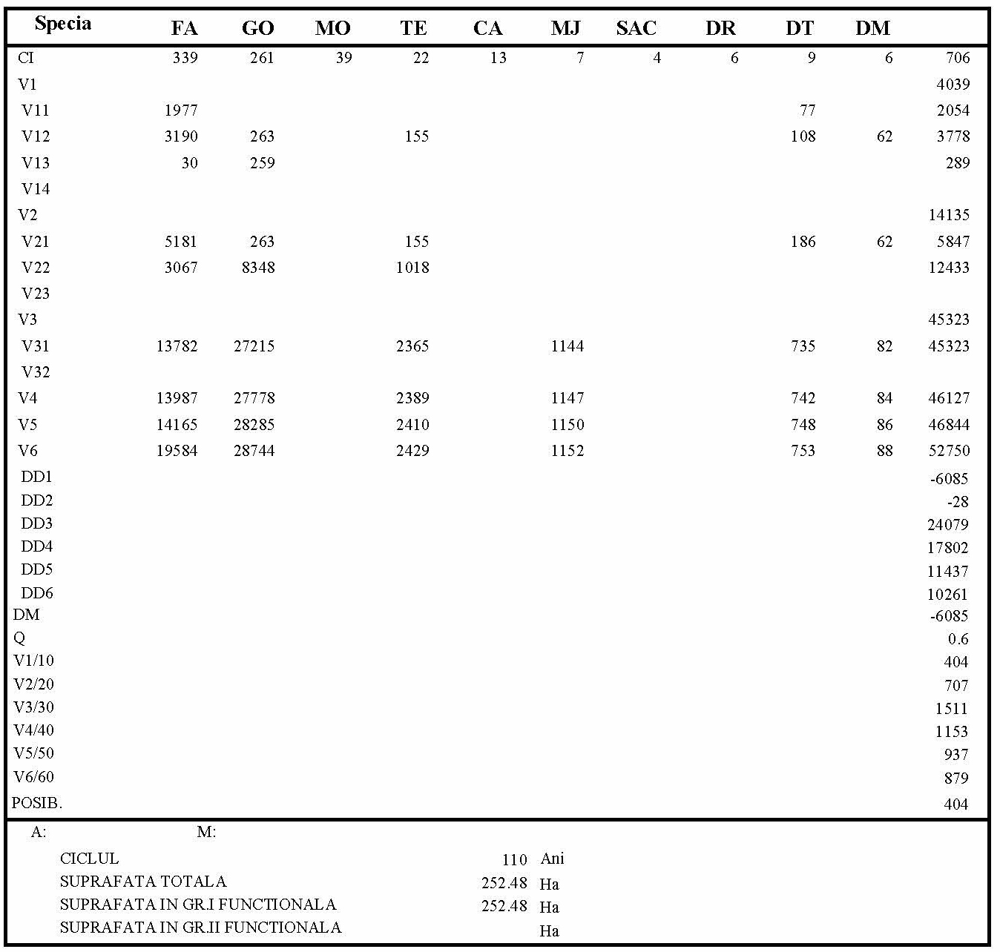 Specia FA GO MO TE CA MJ SAC DR DT DM
CI 339 261 39 22 13 7 4 6 9 6 706
V1 4039
V11 1977 77 2054
V12 3190 263 155 108 62 3778
V13 30 259 289
V14
V2 14135
V21 5181 263 155 186 62 5847
V22 3067 8348 1018 12433
V23
V3 45323
V31 13782 27215 2365 1144 735 82 45323
V32
V4 13987 27778 2389 1147 742 84 46127
V5 14165 28285 2410 1150 748 86 46844
V6 19584 28744 2429 1152 753 88 52750
DD1 -6085
DD2 -28
DD3 24079
DD4 17802
DD5 11437
DD6 10261
DM -6085
Q 0.6
V1/10 404
V2/20 707
V3/30 1511
V4/40 1153
V5/50 937
V6/60 879
POSIB. 404
A: M:
CICLUL 110 Ani
SUPRAFATA TOTALA 252.48 Ha
SUPRAFATA IN GR.I FUNCTIONALA 252.48 Ha
SUPRAFATA IN GR.II FUNCTIONALA Ha